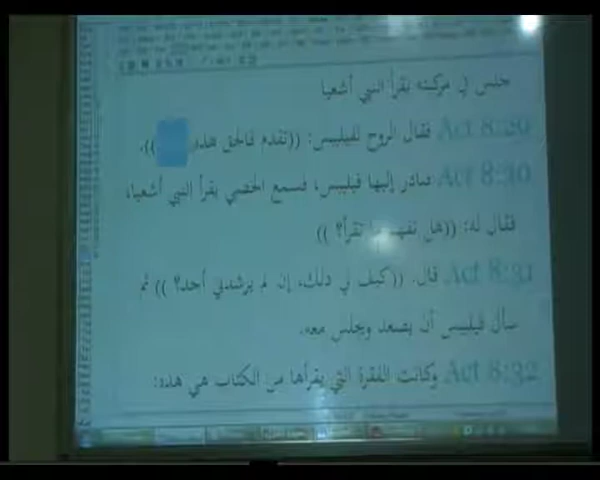 جلس في مركبته يقرأ النبي أشعيا
Act 8:29 فقال الروح لفيلبس: ((تقدم فالحق هذه )).
Act 8:30 فبادر إليها فيلبس، فسمع الخصي يقرأ النبي أشعيا،
فقال له: ((هل تفهم ما تقرأ؟ ))
Act 8:31 قال. ((كيف لي ذلك، إن لم يرشدني أحد؟ )) ثم
سأل فيلبس أن يصعد ويجلس معه.
Act 8:32 وكانت الفقرة التي يقرأها من الكتاب هي هذه: